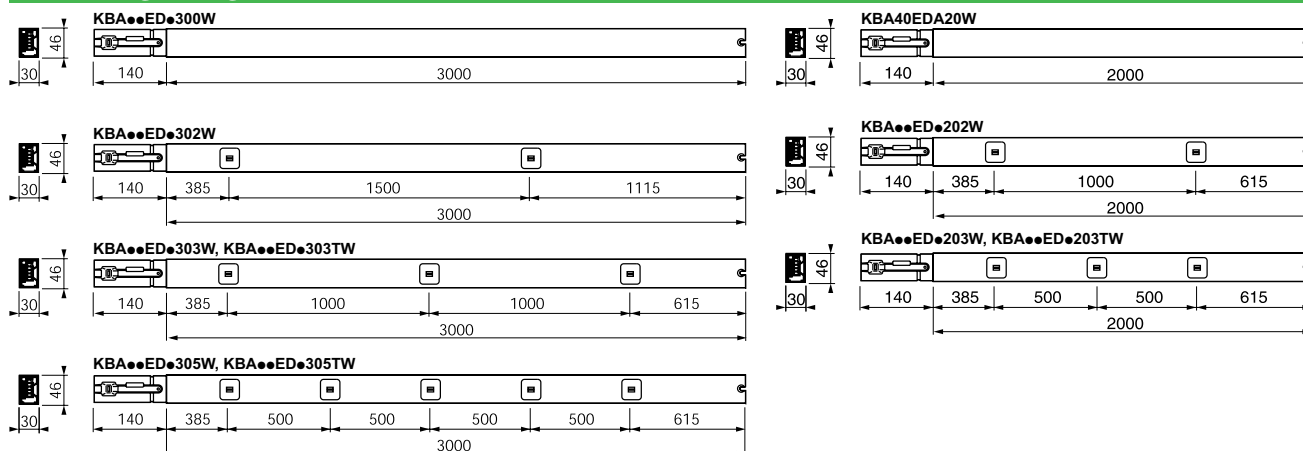 KBA●●ED●300W
46
30
140
3000
KBA●●ED●302W
46
30
140 385 1500 1115
3000
KBA●●ED●303W, KBA●●ED●303TW
46
30
140 385 1000 1000 615
3000
KBA●●ED●305W, KBA●●ED●305TW
46
30
140 385 500 500 500 500 615
3000
KBA40EDA20W
46
30
140
2000
KBA●●ED●202W
46
30
140 385 1000 615
2000
KBA●●ED●203W, KBA●●ED●203TW
46
30
140 385 500 500 615
2000